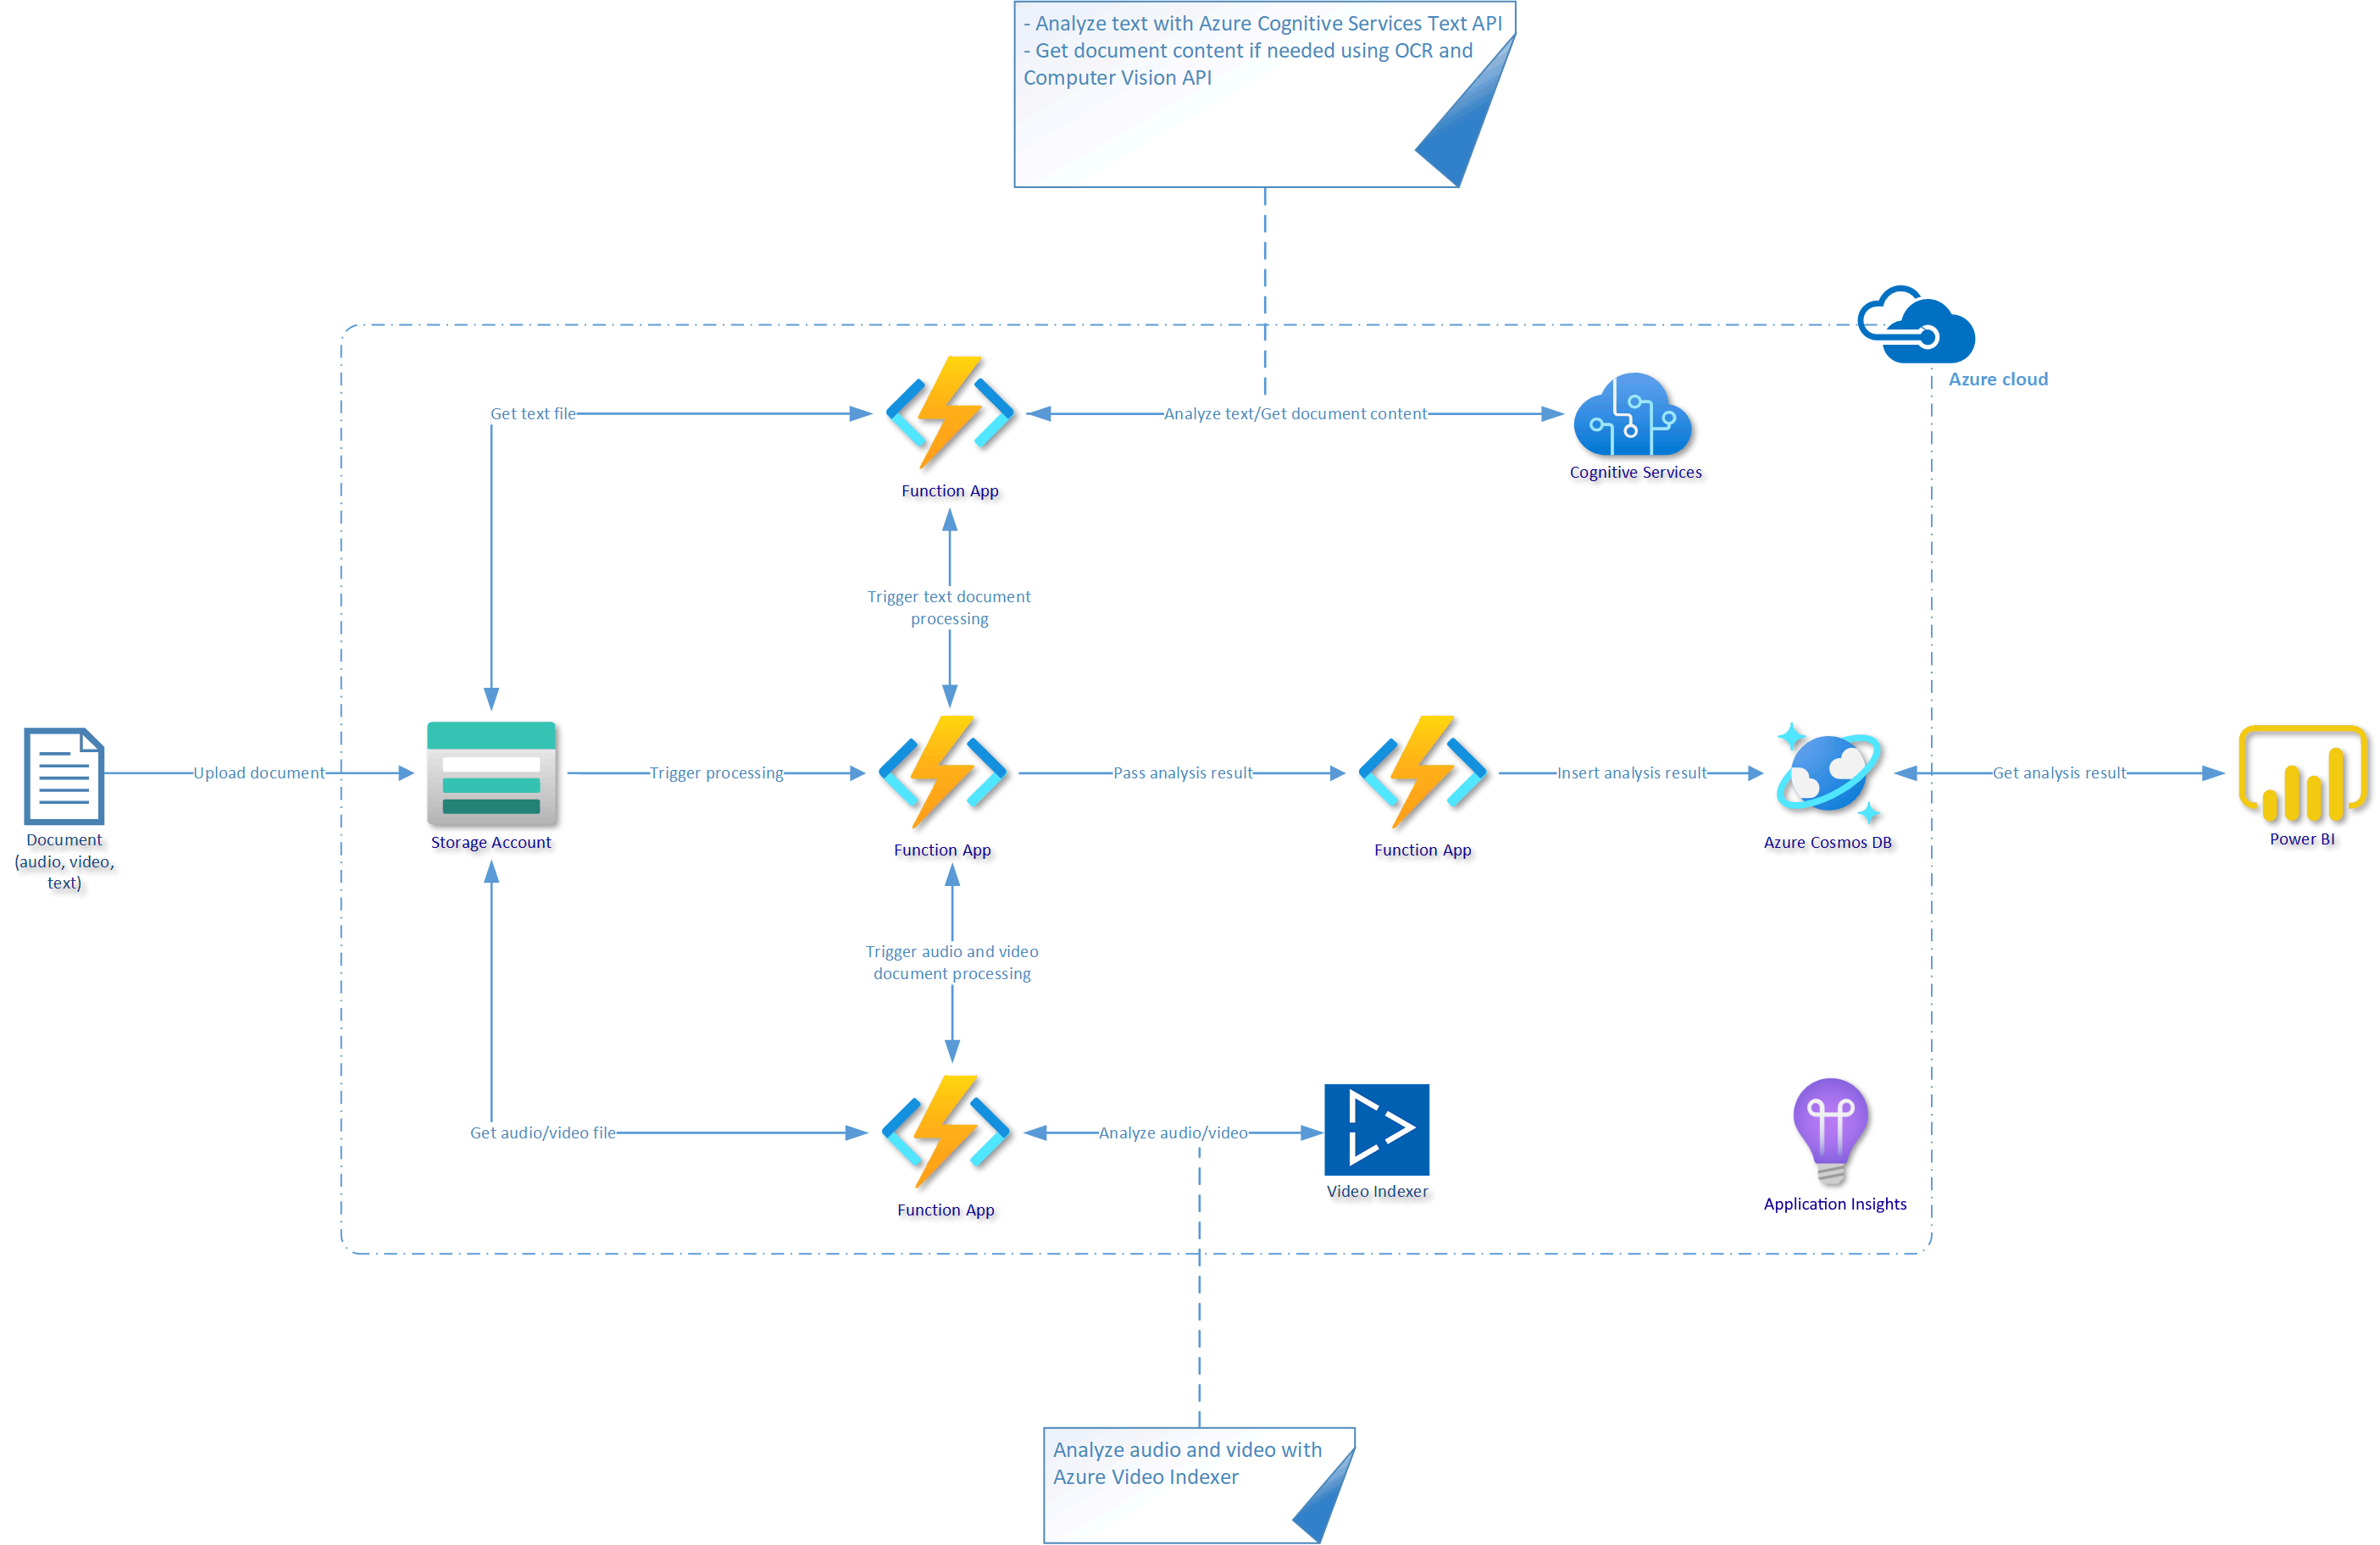 - Analyze text with Azure Cognitive Services Text API
- Get document content if needed using OCR and
Computer Vision API
Azure cloud
Get text file
Analyze text/Get document content
Cognitive Services
Function App
Trigger text document
processing
Upload document
Trigger processing
Pass analysis result
Insert analysis result
Get analysis result
Document
(audio, video,
text)
Storage Account
Function App
Function App
Azure Cosmos DB
Power BI
Trigger audio and video
document processing
Get audio/video file
Analyze audio/video
Video Indexer
Function App
Application Insights
Analyze audio and video with
Azure Video Indexer